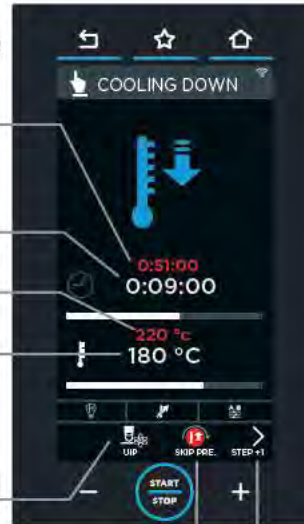 COOLING DOWN
0:51:00
0:09:00
220 °c
180 °C
UIP
SKIP PRE.
STEP +1
START
STOP
- +